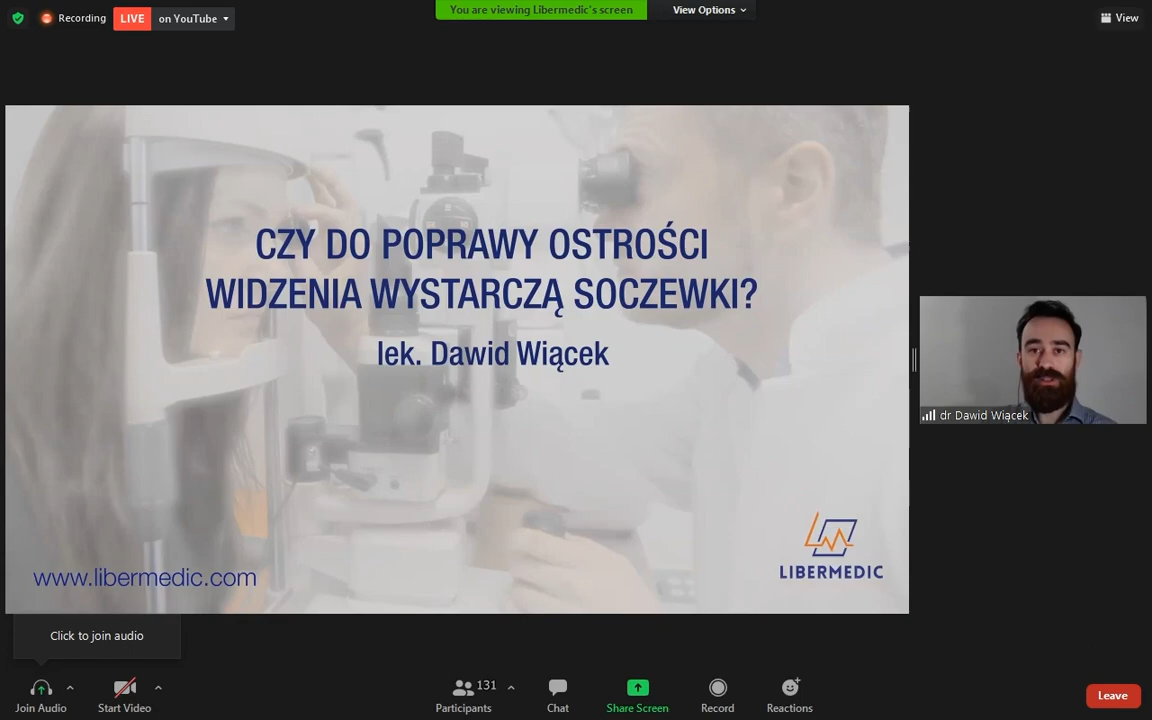 Recording
LIVE on YouTube
You are viewing Libermedic's screen
View Options
View
CZY DO POPRAWY OSTROŚCI
WIDZENIA WYSTARCZĄ SOCZEWKI?
lek. Dawid Wiącek
dr Dawid Wiącek
LIBERMEDIC
www.libermedic.com
Click to join audio
Join Audio
Start Video
131
Participants
Chat
Share Screen
Record
Reactions
Leave